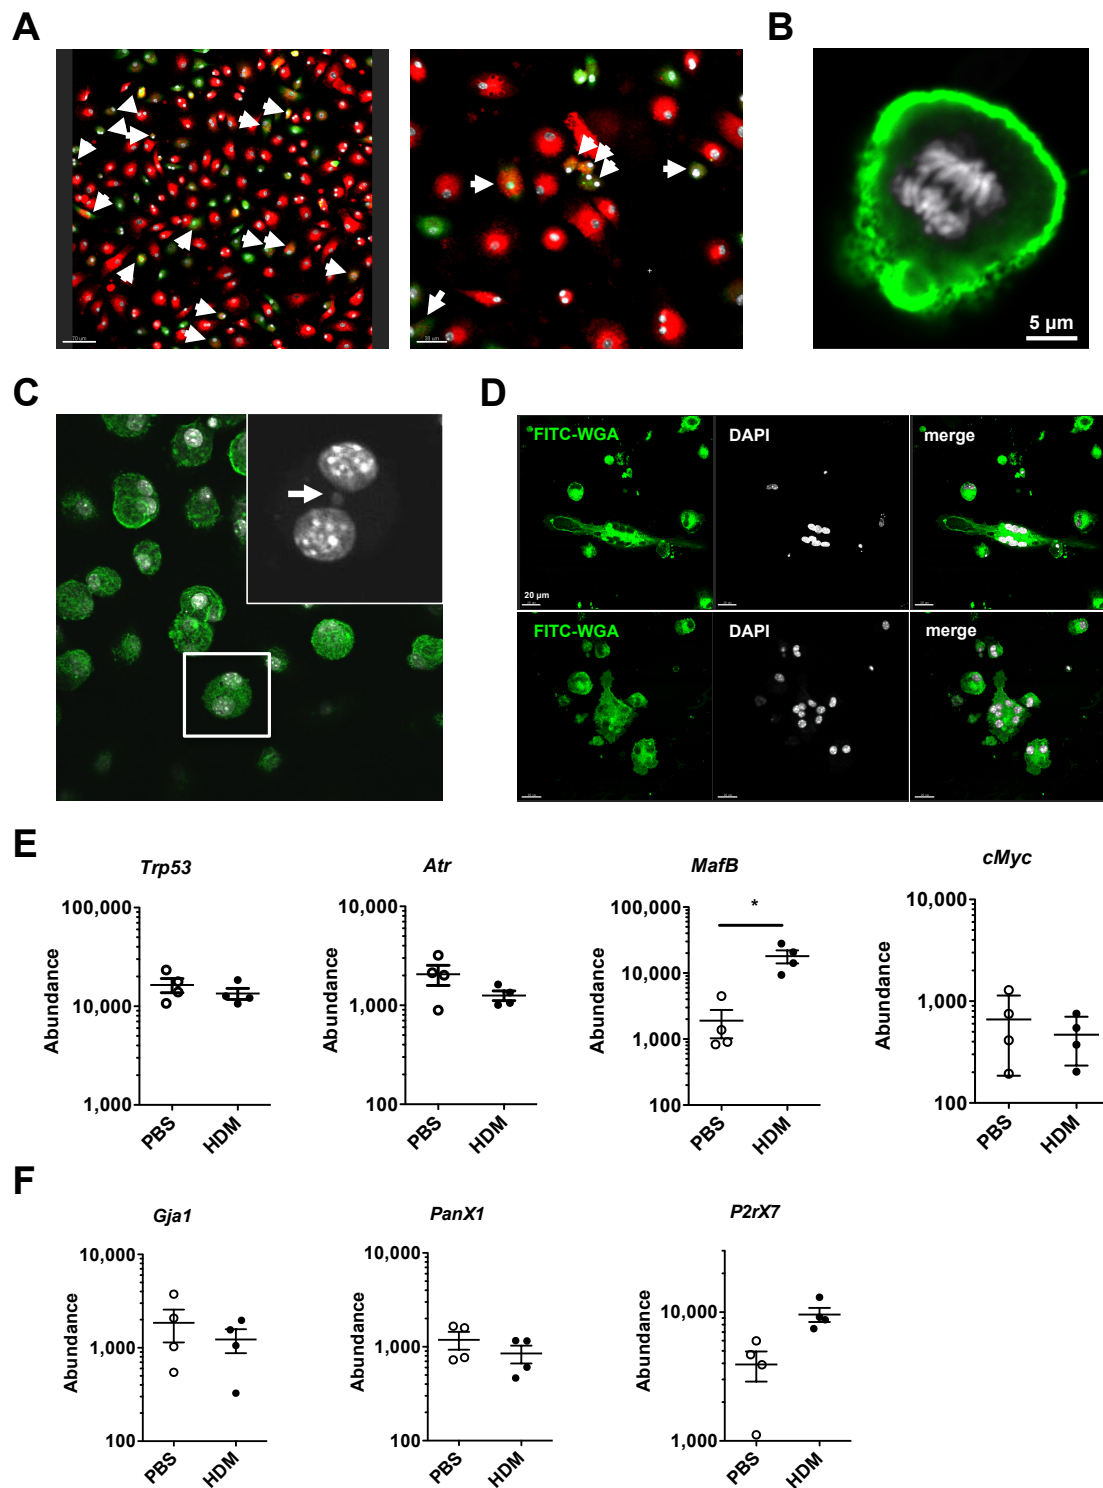 A
B
70 µm
5 µm
C
D
FITC-WGA
DAPI
merge
20 µm
FITC-WGA
DAPI
merge
E
Trp53
Atr
MafB
cMyc
Abundance
100,000
10,000
1,000
PBS
HDM
Abundance
10,000
1,000
100
PBS
HDM
Abundance
100,000
10,000
1,000
100
*
PBS
HDM
Abundance
10,000
1,000
100
PBS
HDM
F
Gja1
PanX1
P2rX7
Abundance
10,000
1,000
100
PBS
HDM
Abundance
10,000
1,000
100
PBS
HDM
Abundance
10,000
1,000
PBS
HDM